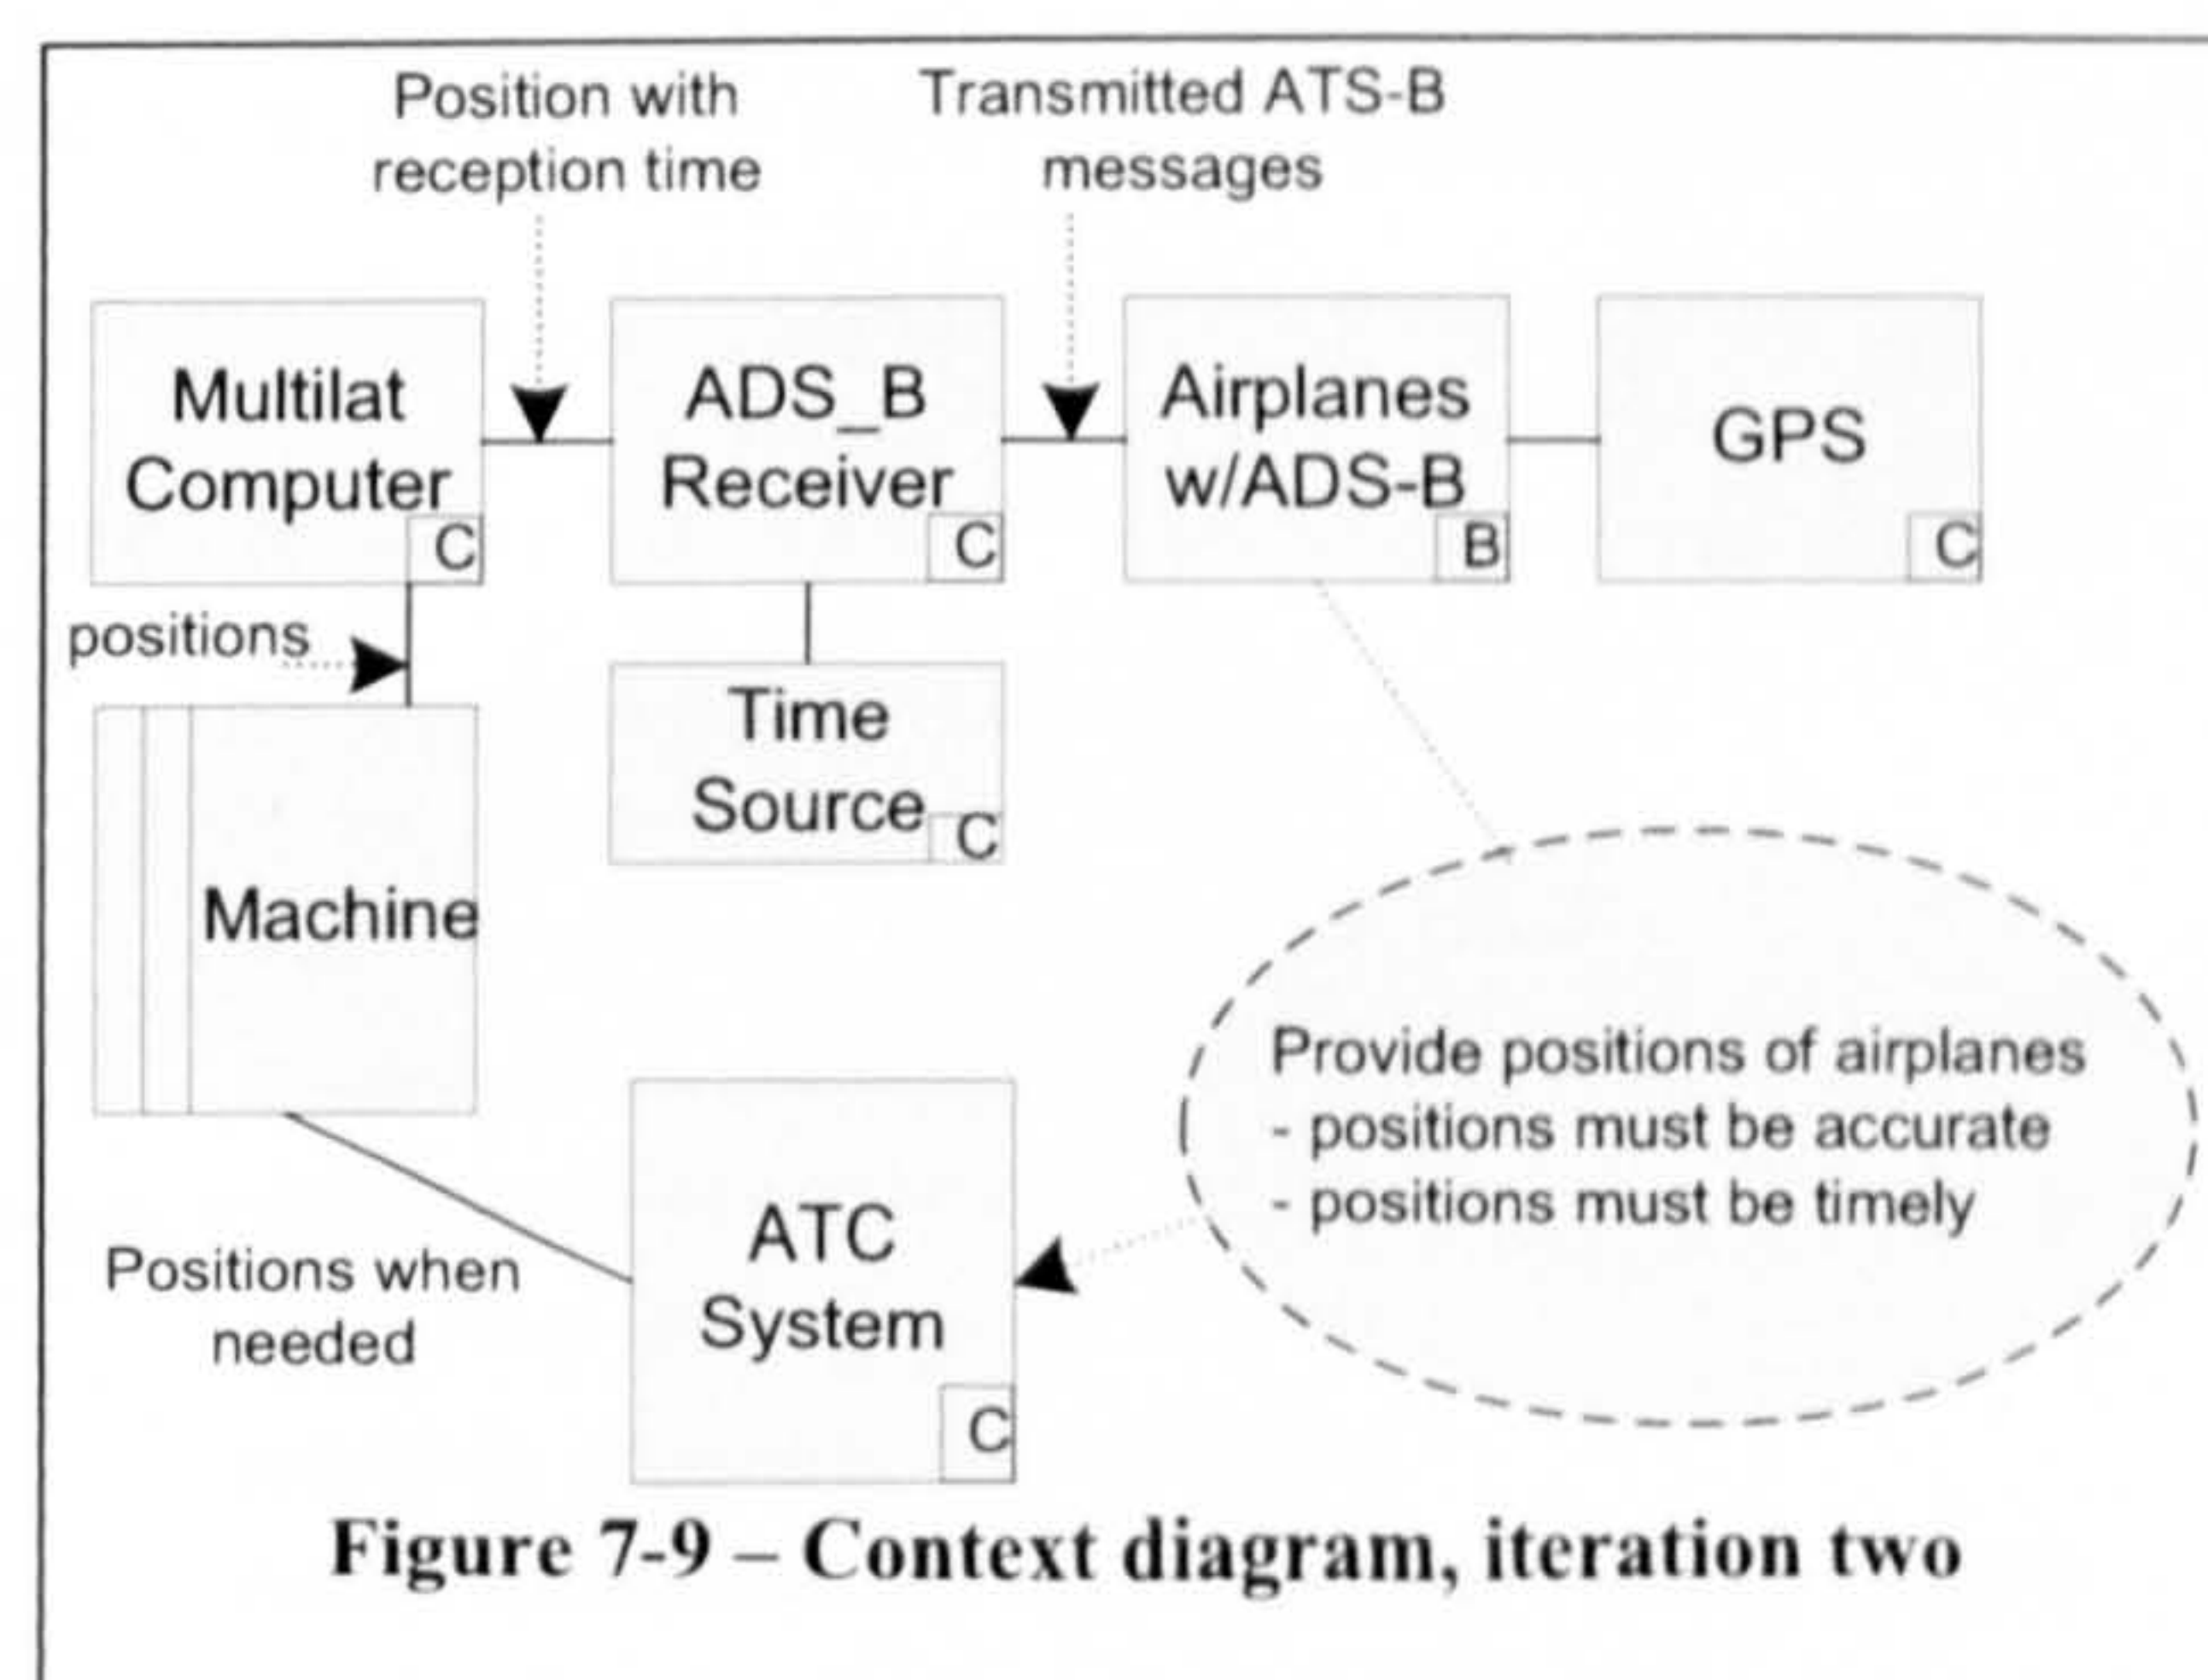 Position with
reception time
Transmitted ATS-B
messages
Multilat
Computer
C
ADS_B
Receiver
C
Airplanes
w/ADS-B
B
GPS
C
positions
Time
Source
C
Machine
Provide positions of airplanes
- positions must be accurate
- positions must be timely
ATC
System
C
Positions when
needed
Figure 7-9 – Context diagram, iteration two